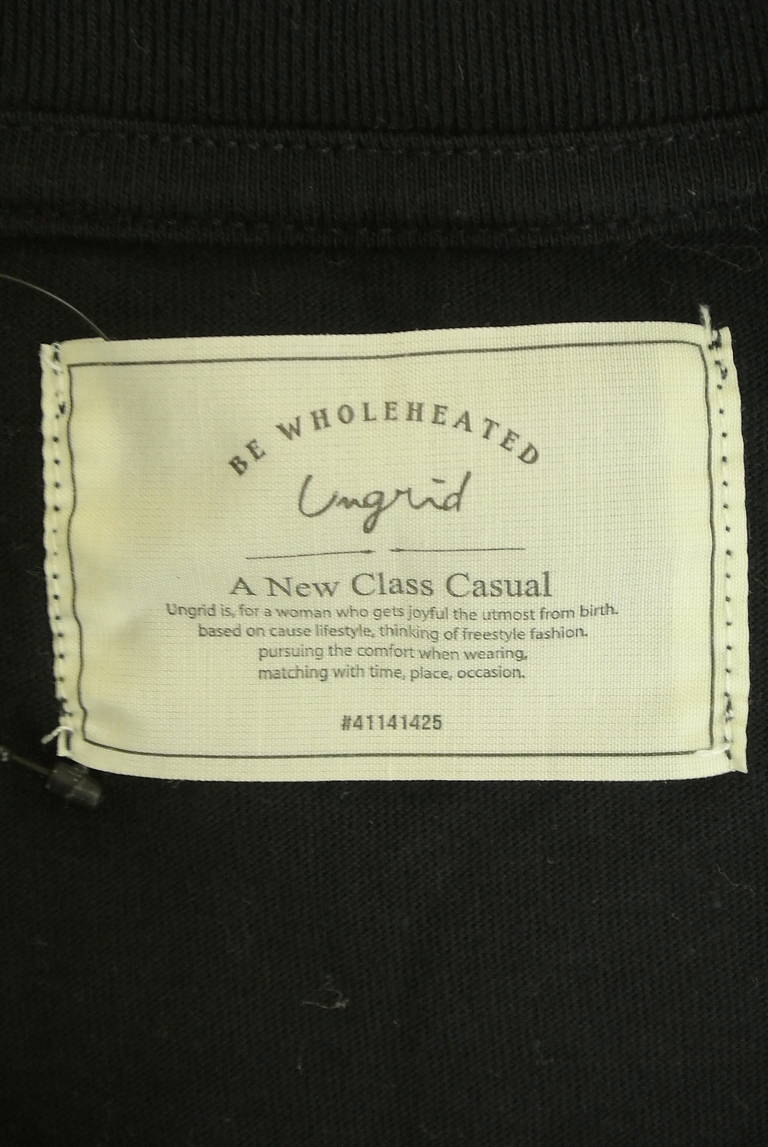 BE WHOLEHEATED
Ungrid
A New Class Casual
Ungrid is, for a woman who gets joyful the utmost from birth.
based on cause lifestyle, thinking of freestyle fashion.
pursuing the comfort when wearing,
matching with time, place, occasion.
#41141425